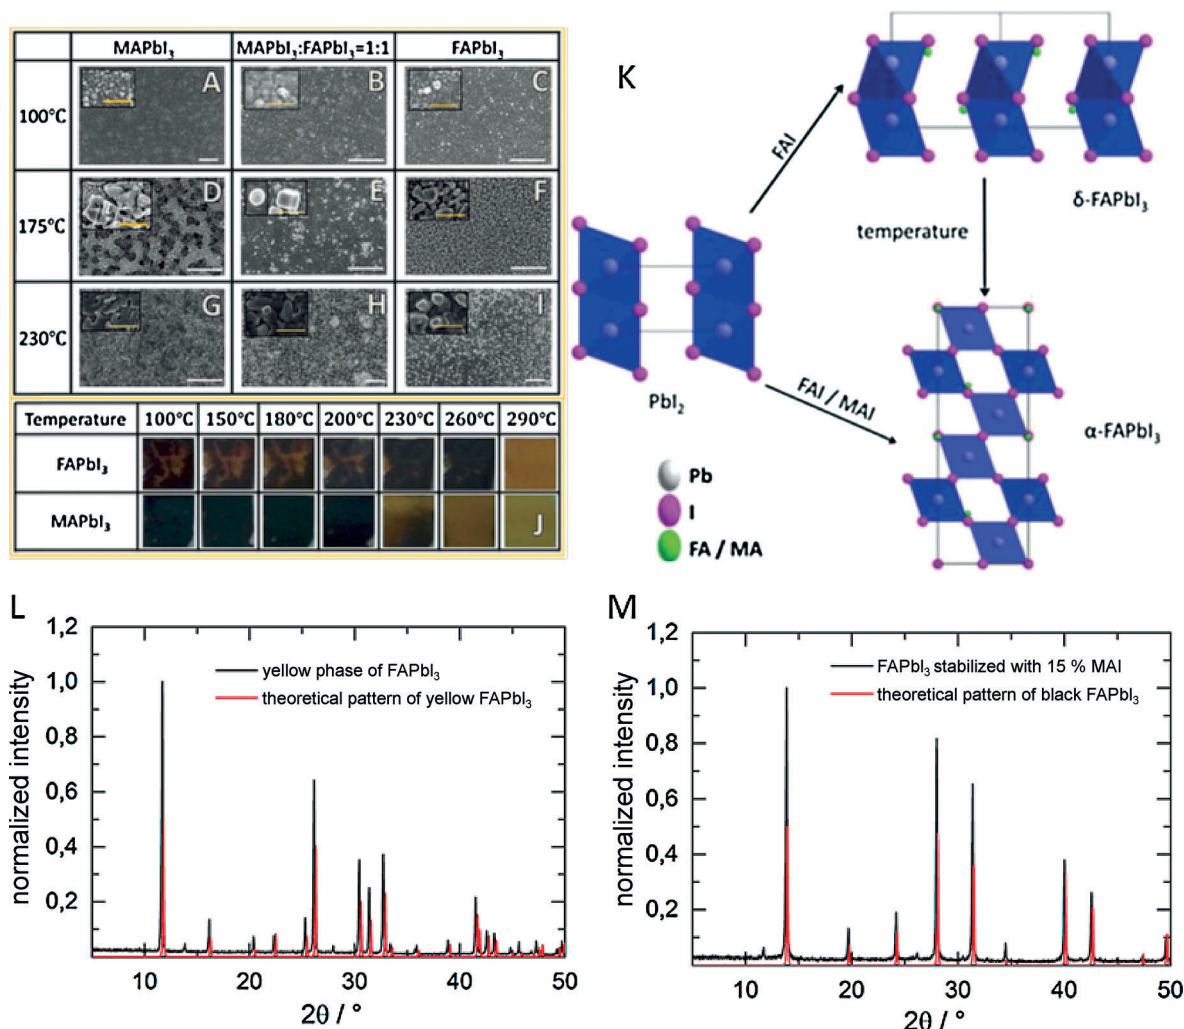 MAPbI3 MAPbI3:FAPbI3=1:1 FAPbI3
100°C A B C
175°C D E F
230°C G H I
Temperature 100°C 150°C 180°C 200°C 230°C 260°C 290°C
FAPbI3
MAPbI3 J
K
FAI
δ-FAPbI3
temperature
PbI2
FAI / MAI
α-FAPbI3
Pb
I
FA / MA
L
1,2
1,0
0,8
0,6
0,4
0,2
10 20 30 40 50
2θ / °
normalized intensity
yellow phase of FAPbI3
theoretical pattern of yellow FAPbI3
M
1,2
1,0
0,8
0,6
0,4
0,2
10 20 30 40 50
2θ / °
normalized intensity
FAPbI3 stabilized with 15 % MAI
theoretical pattern of black FAPbI3